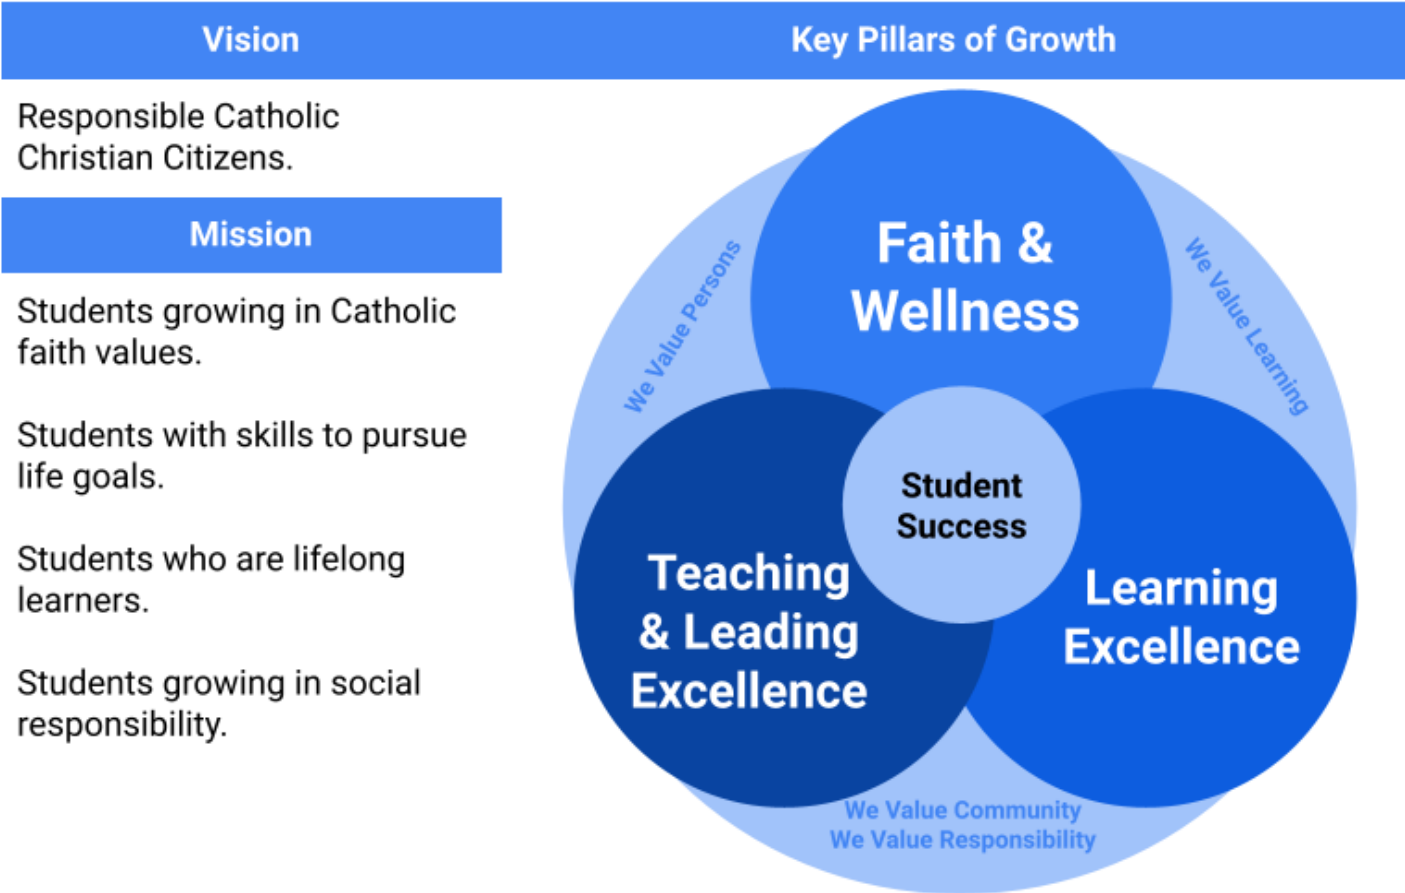 Vision
Responsible Catholic
Christian Citizens.
Mission
Students growing in Catholic
faith values.
Students with skills to pursue
life goals.
Students who are lifelong
learners.
Students growing in social
responsibility.
Key Pillars of Growth
Faith &
Wellness
We Value Persons
We Value Learning
Student
Success
Teaching
& Leading
Excellence
Learning
Excellence
We Value Community
We Value Responsibility